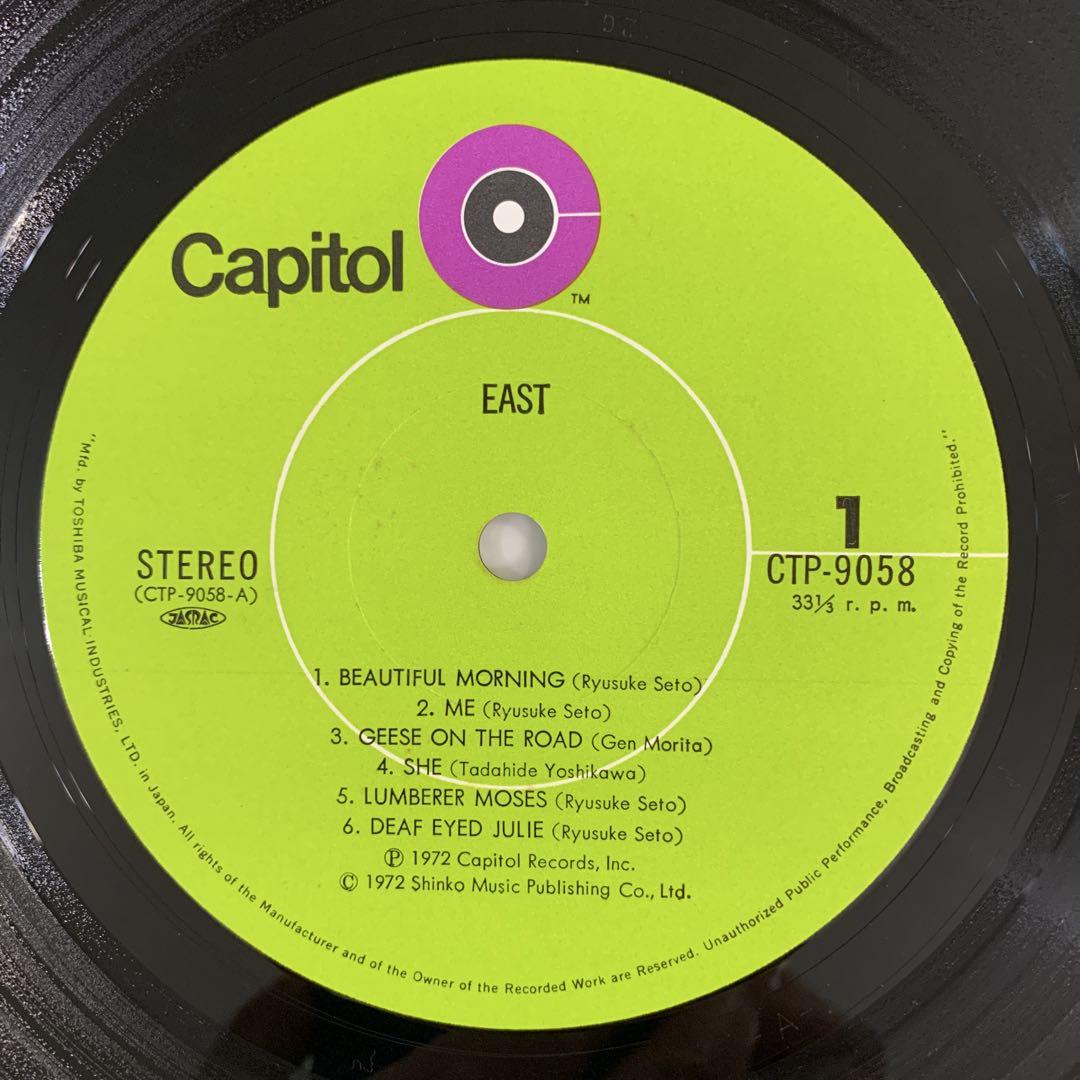 Capitol
TM
EAST
1
STEREO
CTP-9058
(CTP-9058-A)
33⅓ r. p. m.
JASRAC
1. BEAUTIFUL MORNING (Ryusuke Seto)
2. ME (Ryusuke Seto)
3. GEESE ON THE ROAD (Gen Morita)
4. SHE (Tadahide Yoshikawa)
5. LUMBERER MOSES (Ryusuke Seto)
6. DEAF EYED JULIE (Ryusuke Seto)
Ⓟ 1972 Capitol Records, Inc.
© 1972 Shinko Music Publishing Co., Ltd.
"Mfd. by TOSHIBA MUSICAL INDUSTRIES, LTD. in Japan. All rights of the Manufacturer and of the Owner of the Recorded Work are Reserved. Unauthorized Public Performance, Broadcasting and Copying of the Record Prohibited."